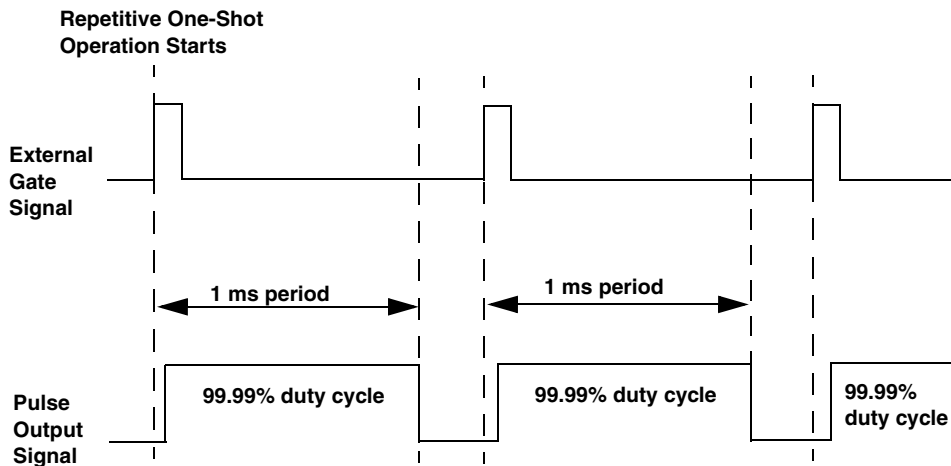 Repetitive One-Shot
Operation Starts
External
Gate
Signal
1 ms period
1 ms period
Pulse
Output
Signal
99.99% duty cycle
99.99% duty cycle
99.99%
duty cycle